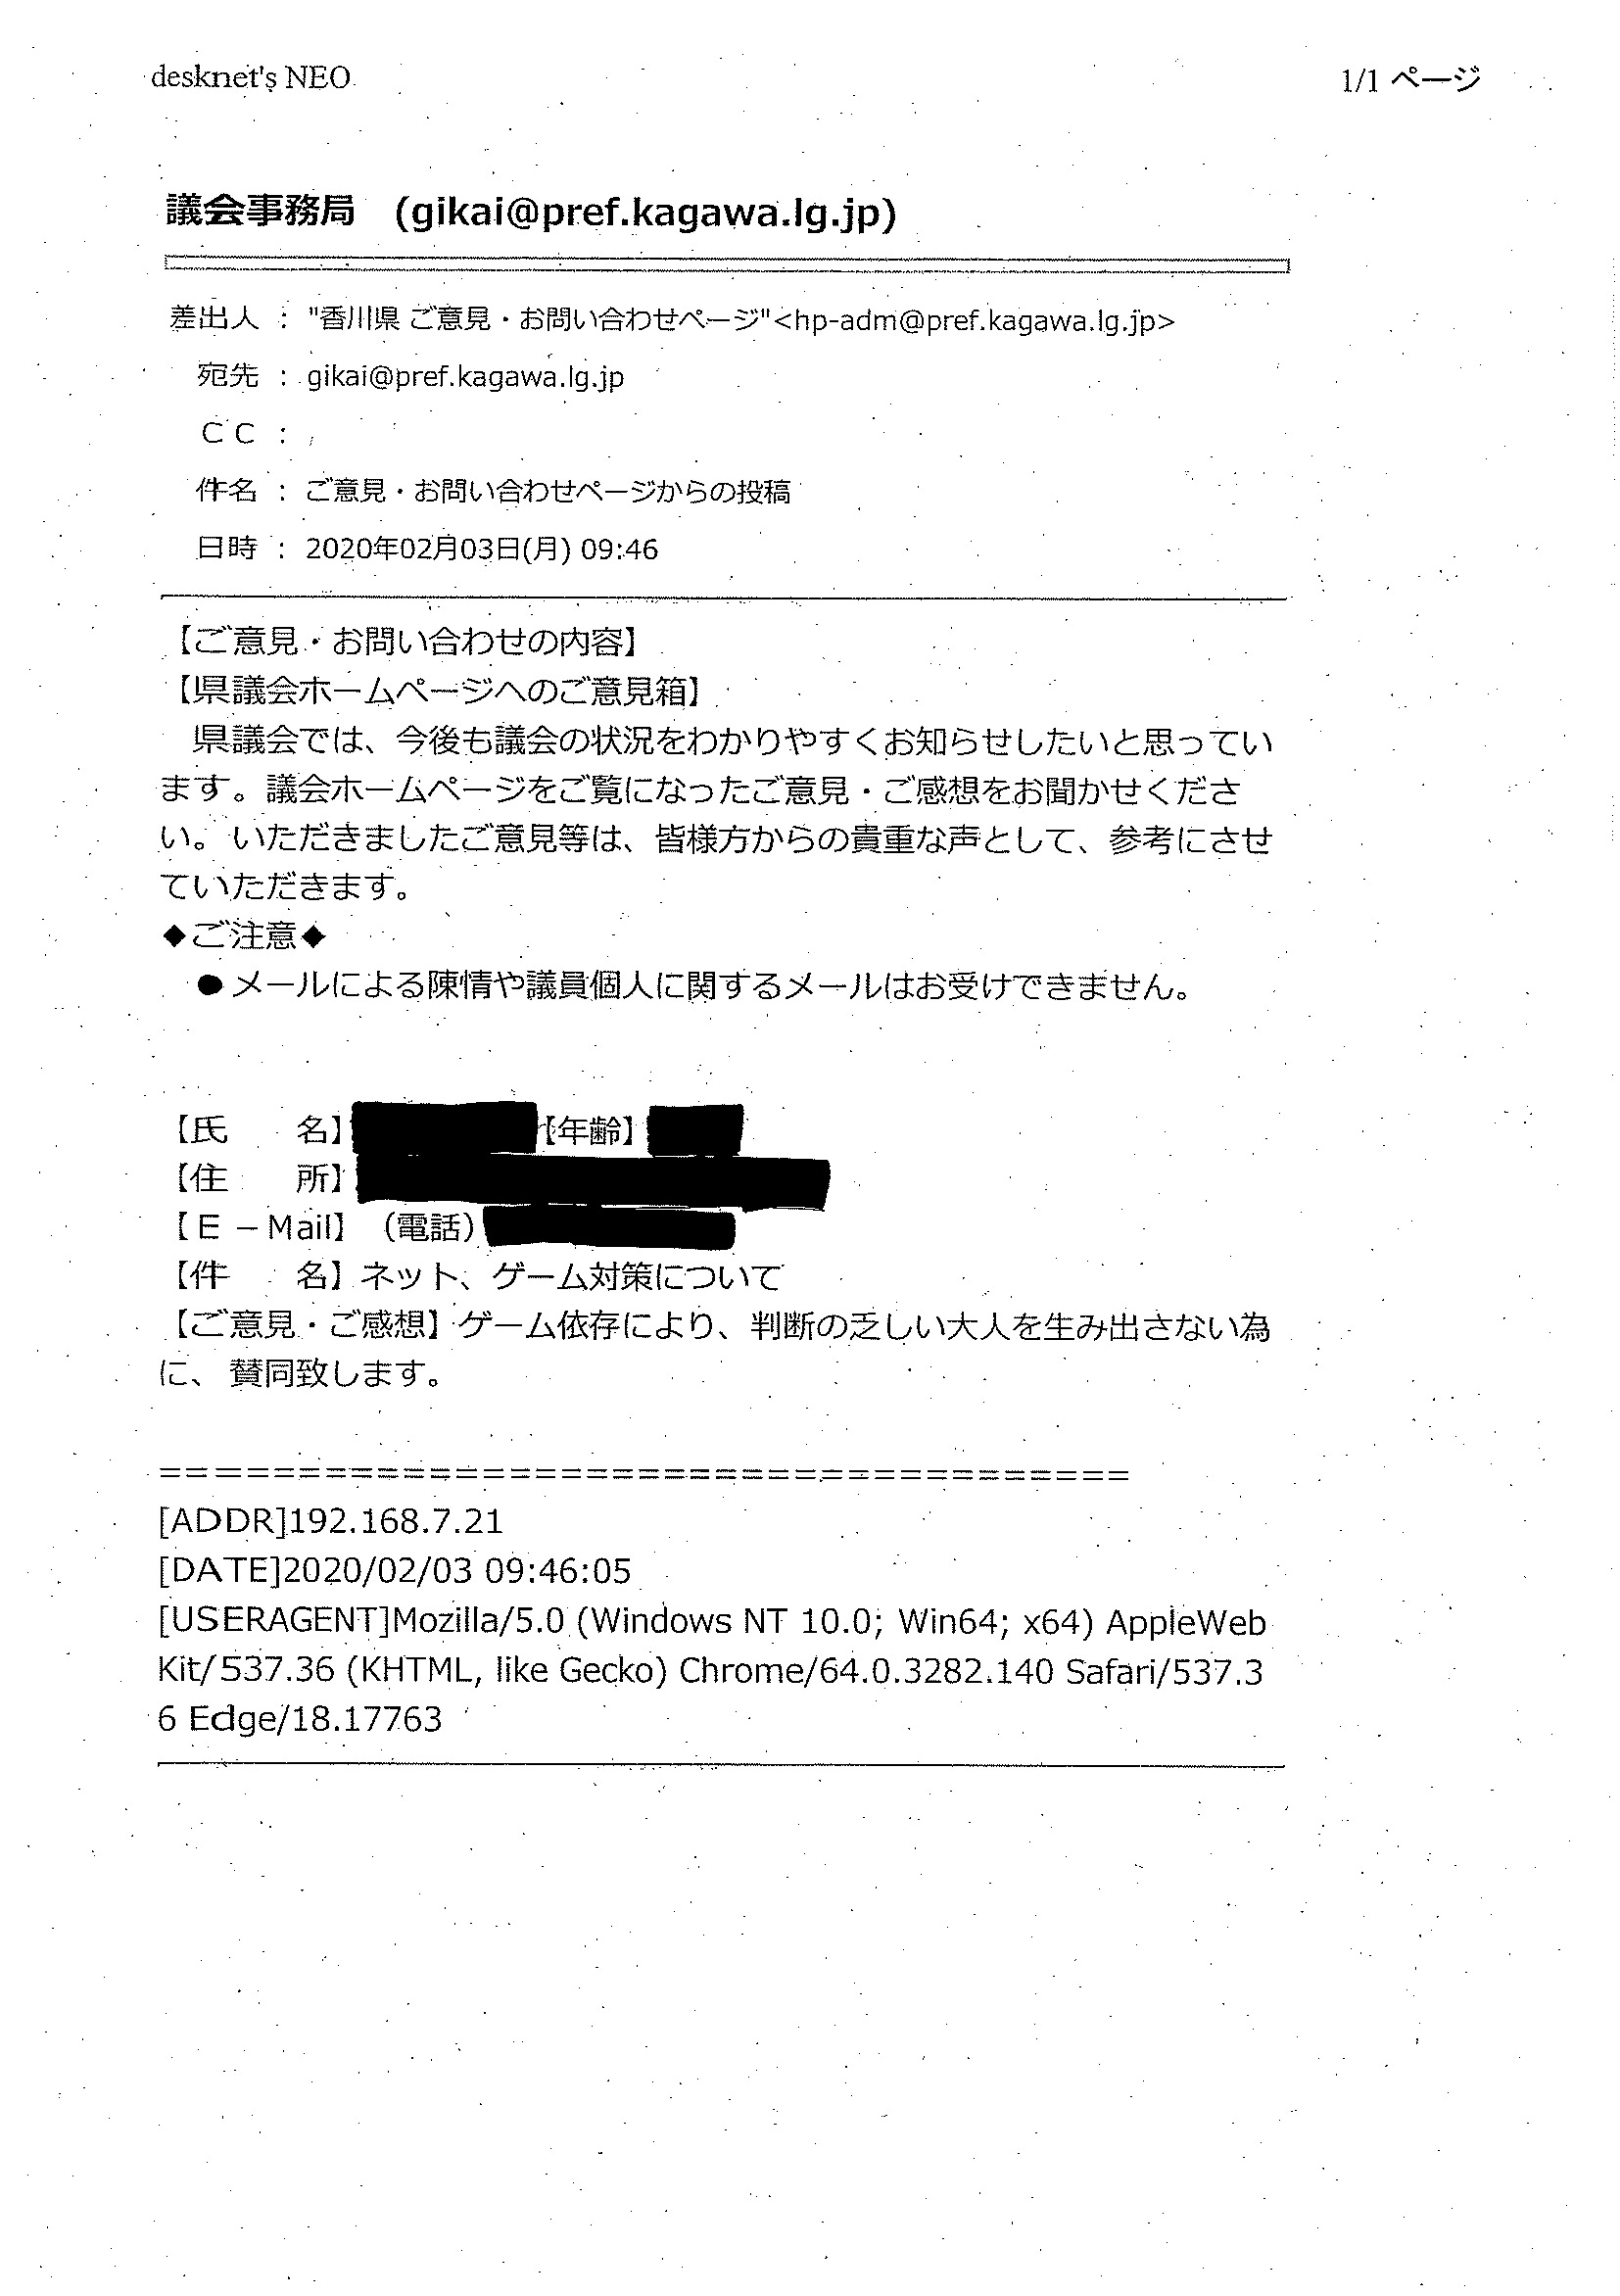 desknet's NEO
1/1 ページ
議会事務局 (gikai@pref.kagawa.lg.jp)
差出人 : "香川県 ご意見・お問い合わせページ"<hp-adm@pref.kagawa.lg.jp>
宛先 : gikai@pref.kagawa.lg.jp
ＣＣ :
件名 : ご意見・お問い合わせページからの投稿
日時 : 2020年02月03日(月) 09:46
【ご意見・お問い合わせの内容】
【県議会ホームページへのご意見箱】
　県議会では、今後も議会の状況をわかりやすくお知らせしたいと思ってい
ます。議会ホームページをご覧になったご意見・ご感想をお聞かせくださ
い。いただきましたご意見等は、皆様方からの貴重な声として、参考にさせ
ていただきます。
◆ご注意◆
　●メールによる陳情や議員個人に関するメールはお受けできません。
【氏　　名】【年齢】
【住　　所】
【Ｅ－Mail】（電話）
【件　　名】ネット、ゲーム対策について
【ご意見・ご感想】ゲーム依存により、判断の乏しい大人を生み出さない為
に、賛同致します。
=====================================
[ADDR]192.168.7.21
[DATE]2020/02/03 09:46:05
[USERAGENT]Mozilla/5.0 (Windows NT 10.0; Win64; x64) AppleWeb
Kit/537.36 (KHTML, like Gecko) Chrome/64.0.3282.140 Safari/537.3
6 Edge/18.17763